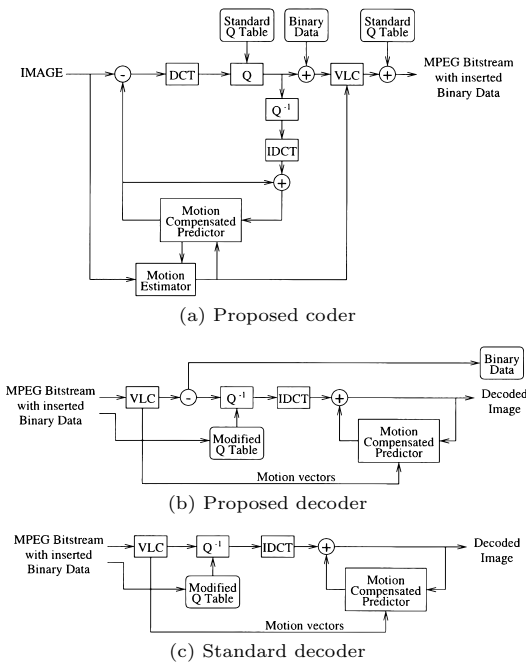 Standard
Q Table
Binary
Data
Standard
Q Table
IMAGE
-
DCT
Q
+
VLC
+
MPEG Bitstream
with inserted
Binary Data
Q -1
IDCT
+
Motion
Compensated
Predictor
Motion
Estimator
(a) Proposed coder
Binary
Data
MPEG Bitstream
with inserted
Binary Data
VLC
-
Q -1
IDCT
+
Decoded
Image
Modified
Q Table
Motion
Compensated
Predictor
Motion vectors
(b) Proposed decoder
MPEG Bitstream
with inserted
Binary Data
VLC
Q -1
IDCT
+
Decoded
Image
Modified
Q Table
Motion
Compensated
Predictor
Motion vectors
(c) Standard decoder